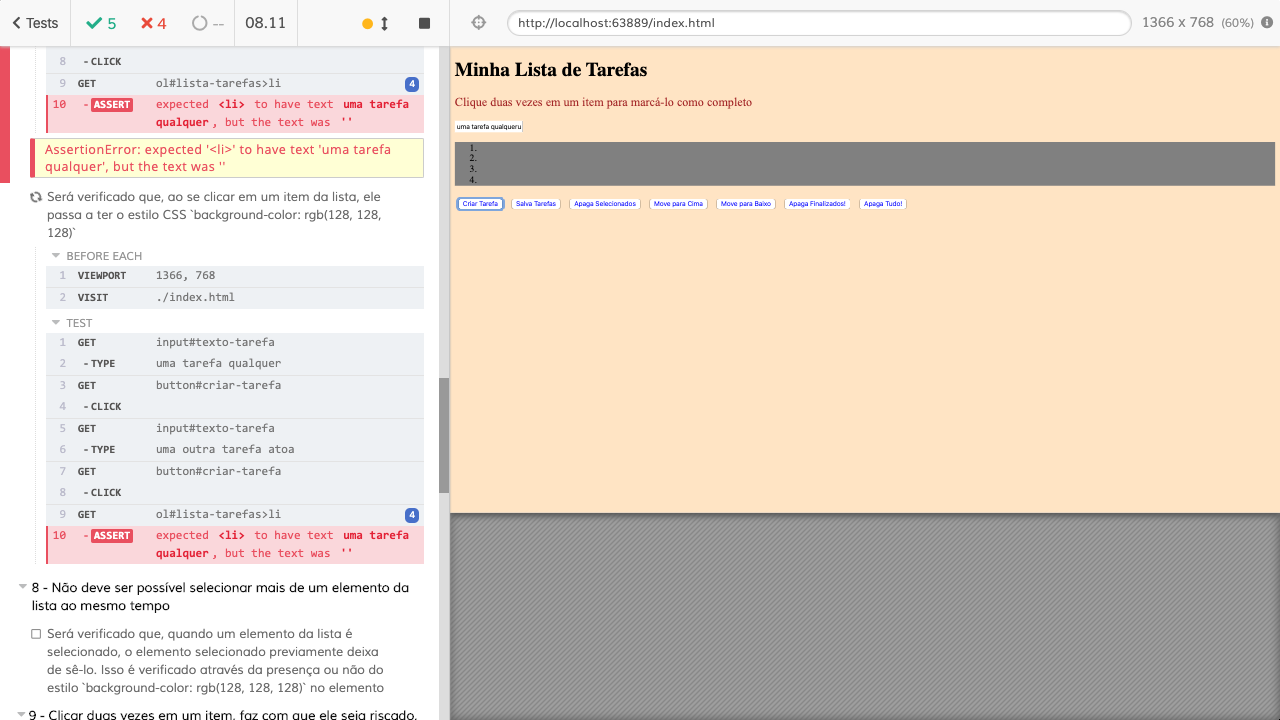 Tests 5 4 -- 08.11
8 - CLICK
9 GET ol#lista-tarefas>li 4
10 - ASSERT expected <li> to have text uma tarefa
qualquer, but the text was ''
AssertionError: expected '<li>' to have text 'uma tarefa
qualquer', but the text was ''
Será verificado que, ao se clicar em um item da lista, ele
passa a ter o estilo CSS `background-color: rgb(128, 128,
128)`
BEFORE EACH
1 VIEWPORT 1366, 768
2 VISIT ./index.html
TEST
1 GET input#texto-tarefa
2 - TYPE uma tarefa qualquer
3 GET button#criar-tarefa
4 - CLICK
5 GET input#texto-tarefa
6 - TYPE uma outra tarefa atoa
7 GET button#criar-tarefa
8 - CLICK
9 GET ol#lista-tarefas>li 4
10 - ASSERT expected <li> to have text uma tarefa
qualquer, but the text was ''
8 - Não deve ser possível selecionar mais de um elemento da
lista ao mesmo tempo
Será verificado que, quando um elemento da lista é
selecionado, o elemento selecionado previamente deixa
de sê-lo. Isso é verificado através da presença ou não do
estilo `background-color: rgb(128, 128, 128)` no elemento
9 - Clicar duas vezes em um item, faz com que ele seja riscado,
http://localhost:63889/index.html 1366 x 768 (60%)
Minha Lista de Tarefas
Clique duas vezes em um item para marcá-lo como completo
uma tarefa qualqueru
1.
2.
3.
4.
Criar Tarefa Salva Tarefas Apaga Selecionados Move para Cima Move para Baixo Apaga Finalizados! Apaga Tudo!